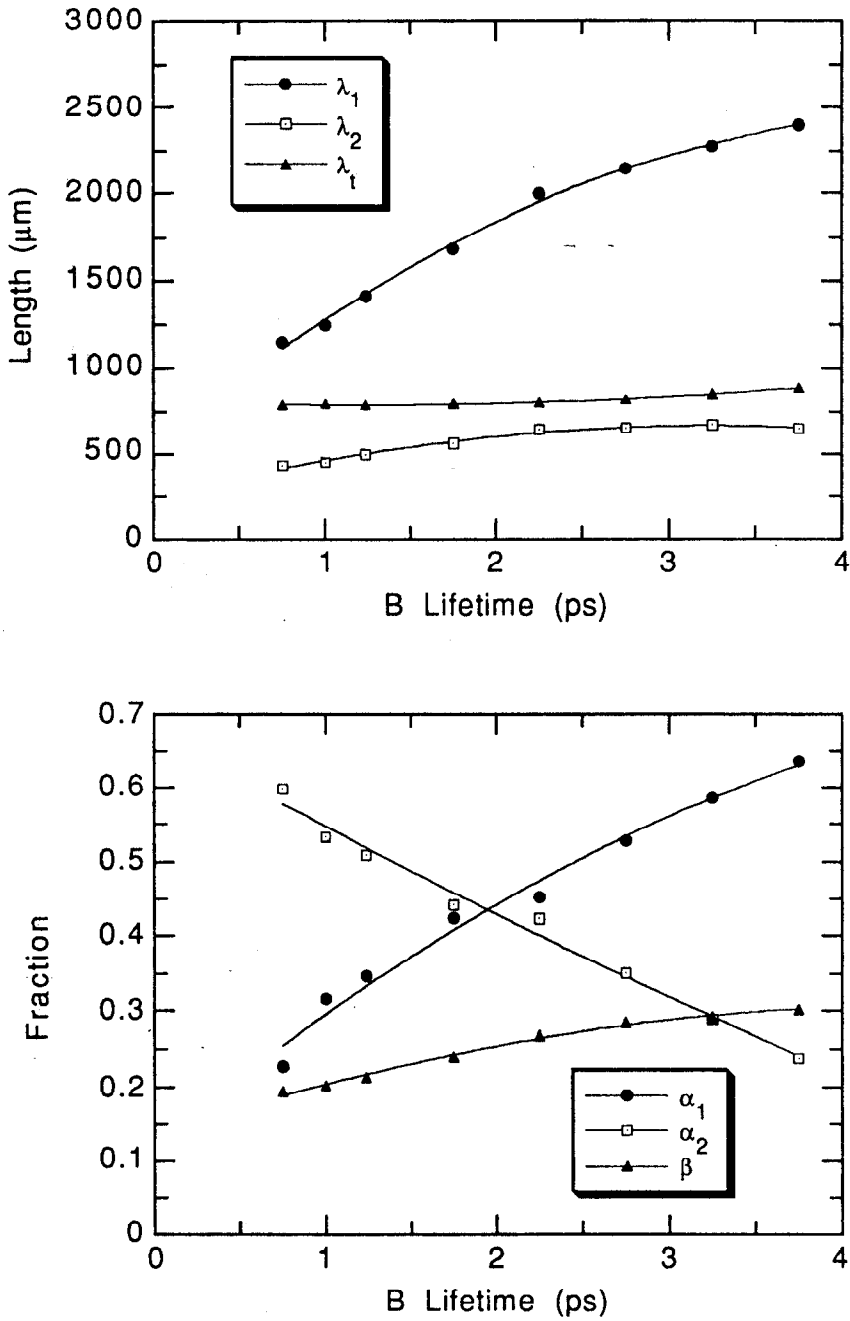 3000
2500
2000
1500
1000
500
0
Length (μm)
λ1
λ2
λt
0 1 2 3 4
B Lifetime (ps)
0.7
0.6
0.5
0.4
0.3
0.2
0.1
0
Fraction
α1
α2
β
0 1 2 3 4
B Lifetime (ps)